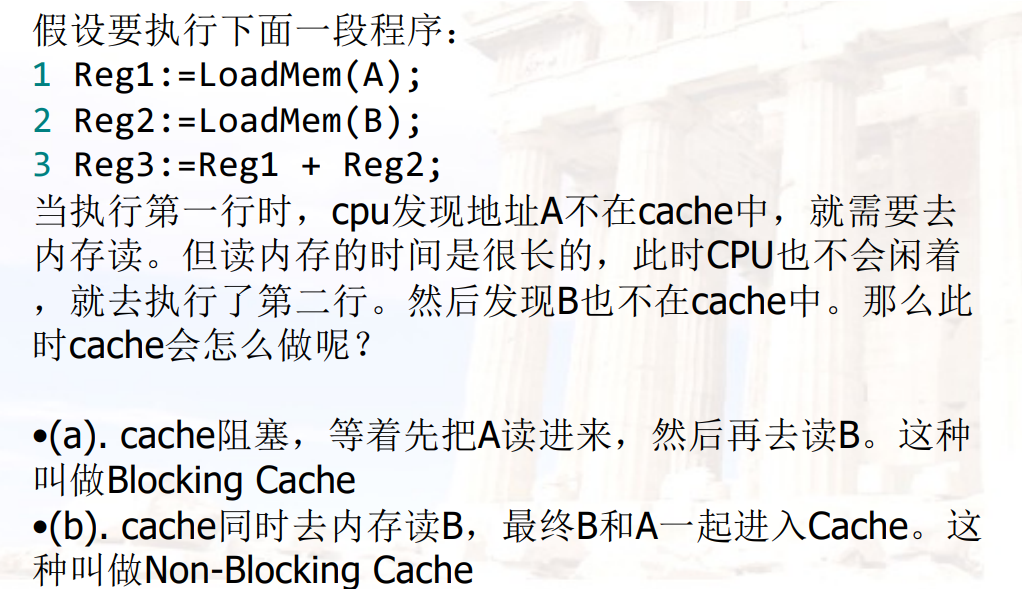 假设要执行下面一段程序：
1 Reg1:=LoadMem(A);
2 Reg2:=LoadMem(B);
3 Reg3:=Reg1 + Reg2;
当执行第一行时，cpu发现地址A不在cache中，就需要去
内存读。但读内存的时间是很长的，此时CPU也不会闲着
，就去执行了第二行。然后发现B也不在cache中。那么此
时cache会怎么做呢？
•(a). cache阻塞，等着先把A读进来，然后再去读B。这种
叫做Blocking Cache
•(b). cache同时去内存读B，最终B和A一起进入Cache。这
种叫做Non-Blocking Cache